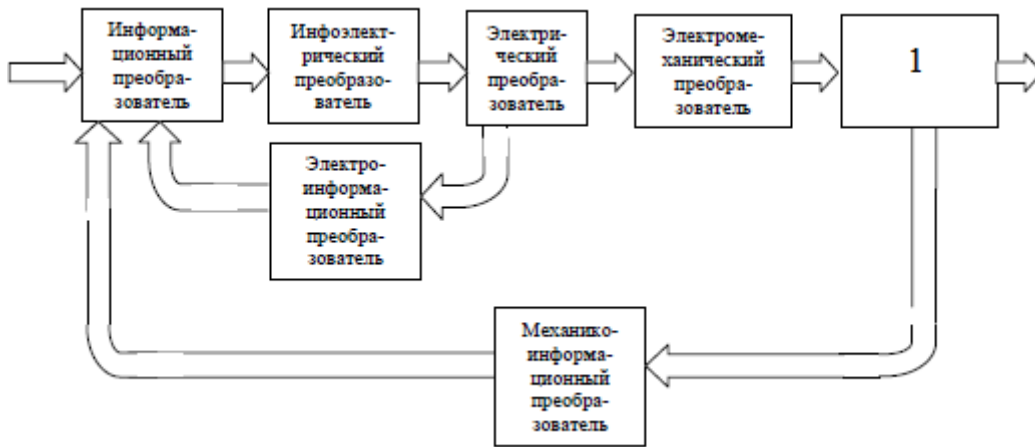 Информа-
ционный
преобра-
зователь
Инфоэлект-
рический
преобразо-
ватель
Электри-
ческий
преобра-
зователь
Электроме-
ханический
преобра-
зователь
1
Электро-
информа-
ционный
преобра-
зователь
Механико-
информа-
ционный
преобра-
зователь